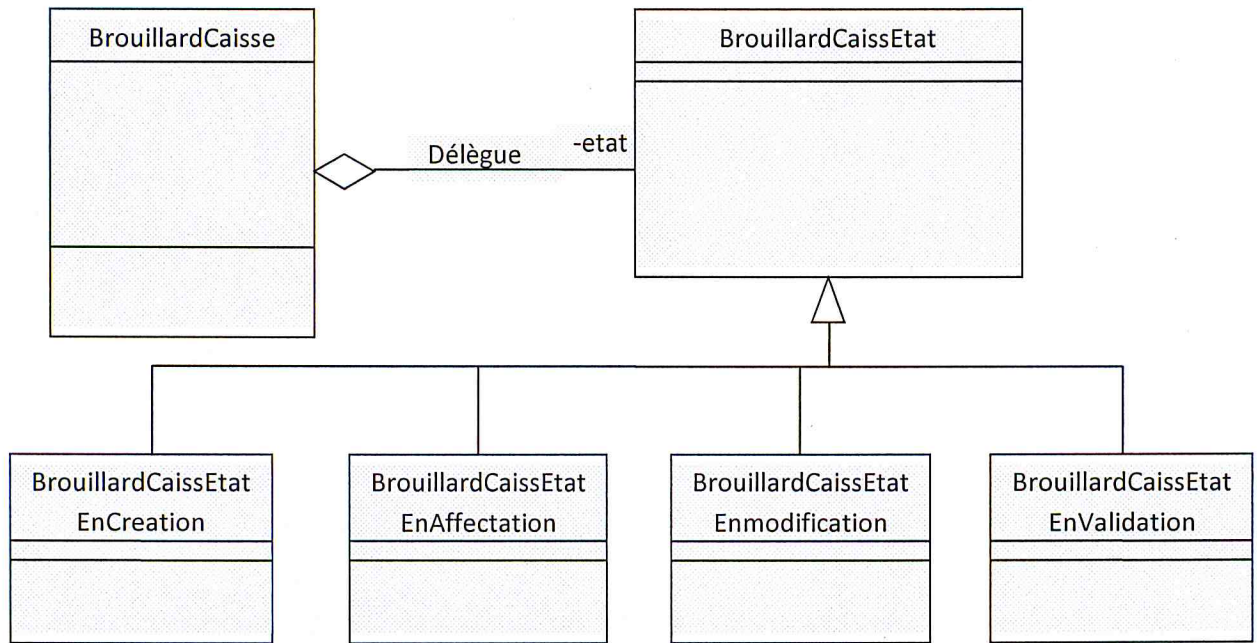 BrouillardCaisse
BrouillardCaissEtat
Délègue
-etat
BrouillardCaissEtat
EnCreation
BrouillardCaissEtat
EnAffectation
BrouillardCaissEtat
Enmodification
BrouillardCaissEtat
EnValidation